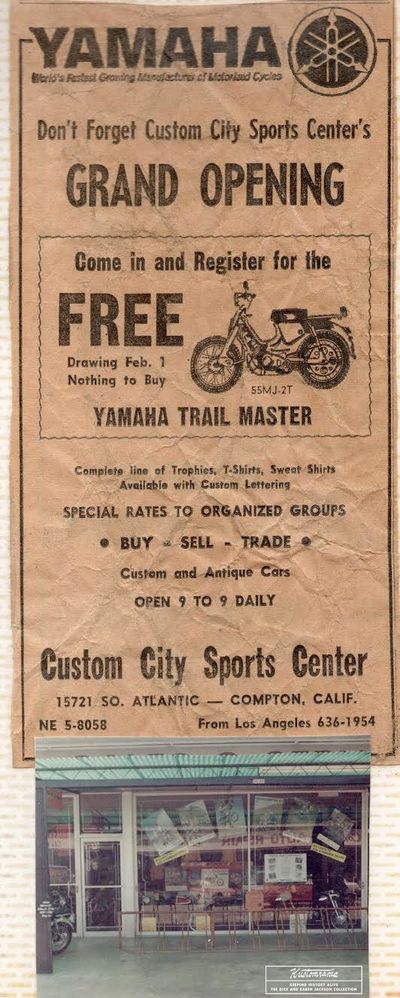 YAMAHA
World's Fastest Growing Manufacturers of Motorized Cycles
Don't Forget Custom City Sports Center's
GRAND OPENING
Come in and Register for the
FREE
Drawing Feb. 1
Nothing to Buy
55MJ-2T
YAMAHA TRAIL MASTER
Complete line of Trophies, T-Shirts, Sweat Shirts
Available with Custom Lettering
SPECIAL RATES TO ORGANIZED GROUPS
• BUY - SELL - TRADE •
Custom and Antique Cars
OPEN 9 TO 9 DAILY
Custom City Sports Center
15721 SO. ATLANTIC — COMPTON, CALIF.
NE 5-8058 From Los Angeles 636-1954
AUTO REPAIR
Kustomrama
KEEPING HISTORY ALIVE
THE DICK AND KAREN JACKSON COLLECTION